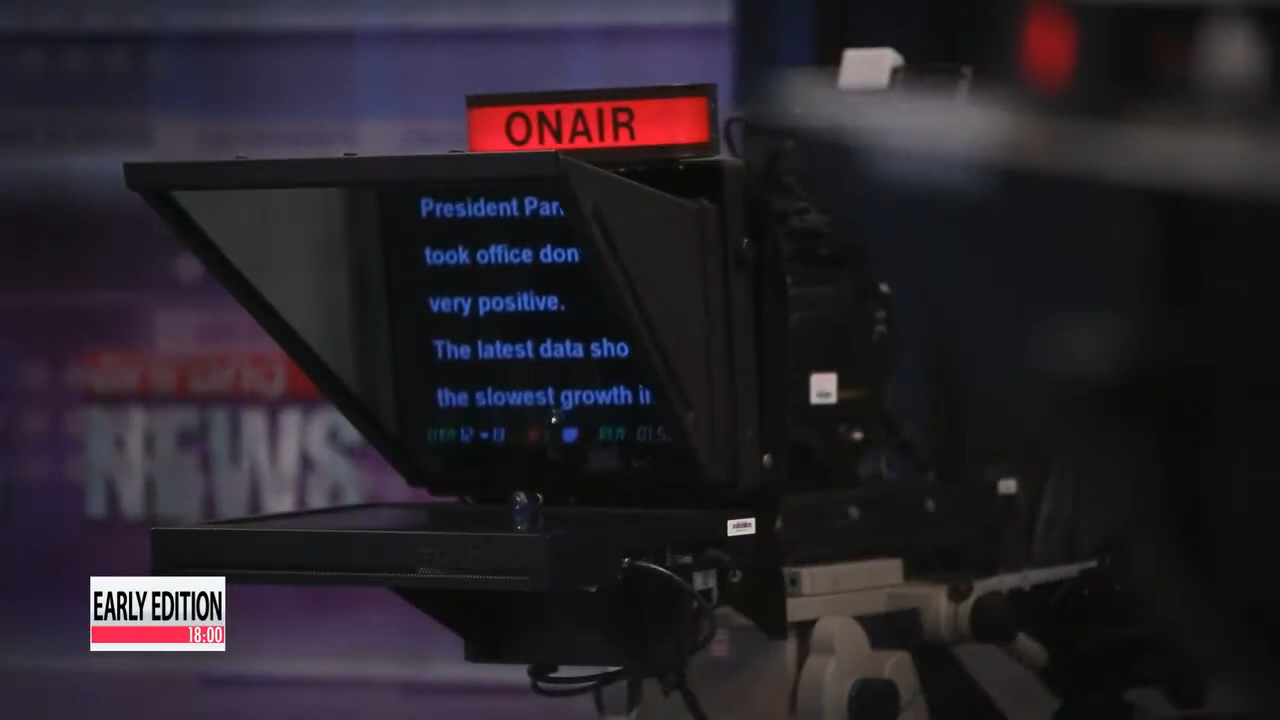 ONAIR
President Par
took office don
very positive.
The latest data sho
the slowest growth in
NEWS
EARLY EDITION
18:00